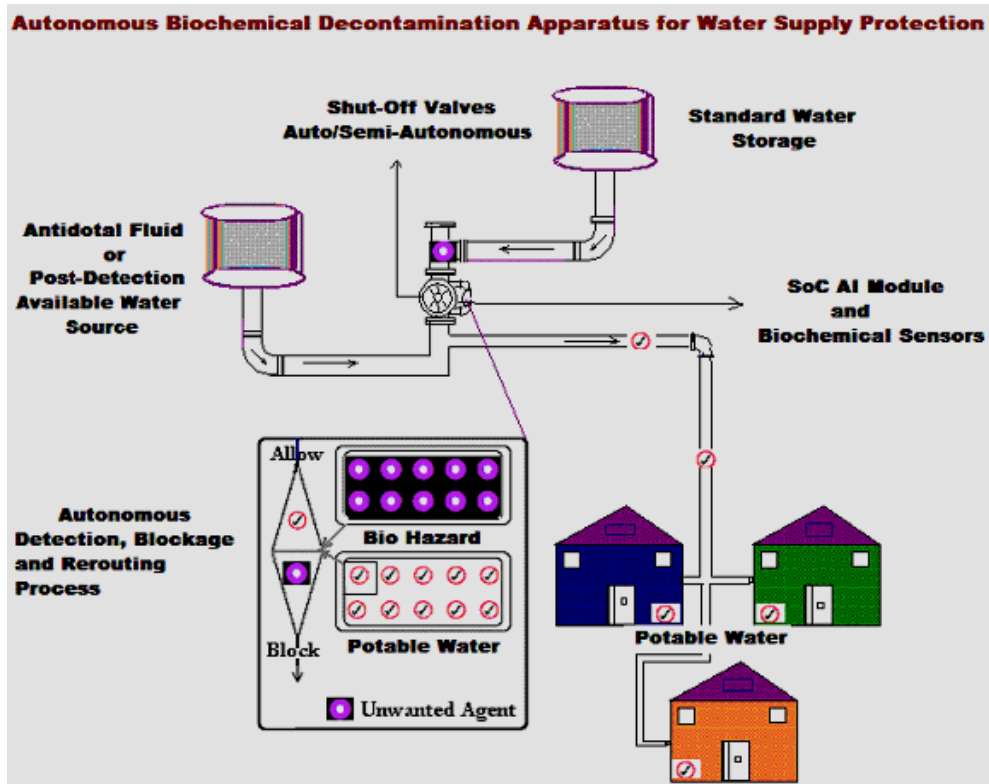 Autonomous Biochemical Decontamination Apparatus for Water Supply Protection
Shut-Off Valves
Auto/Semi-Autonomous
Standard Water
Storage
Antidotal Fluid
or
Post-Detection
Available Water
Source
SoC AI Module
and
Biochemical Sensors
Autonomous
Detection, Blockage
and Rerouting
Process
Allow
Bio Hazard
Block
Potable Water
Unwanted Agent
Potable Water